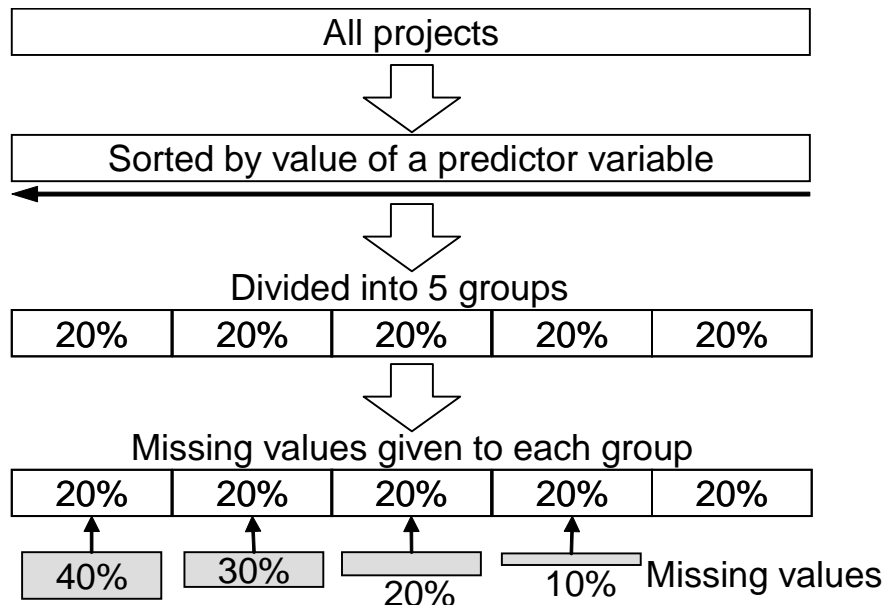 All projects
Sorted by value of a predictor variable
Divided into 5 groups
20% 20% 20% 20% 20%
Missing values given to each group
20% 20% 20% 20% 20%
40% 30% 20% 10% Missing values